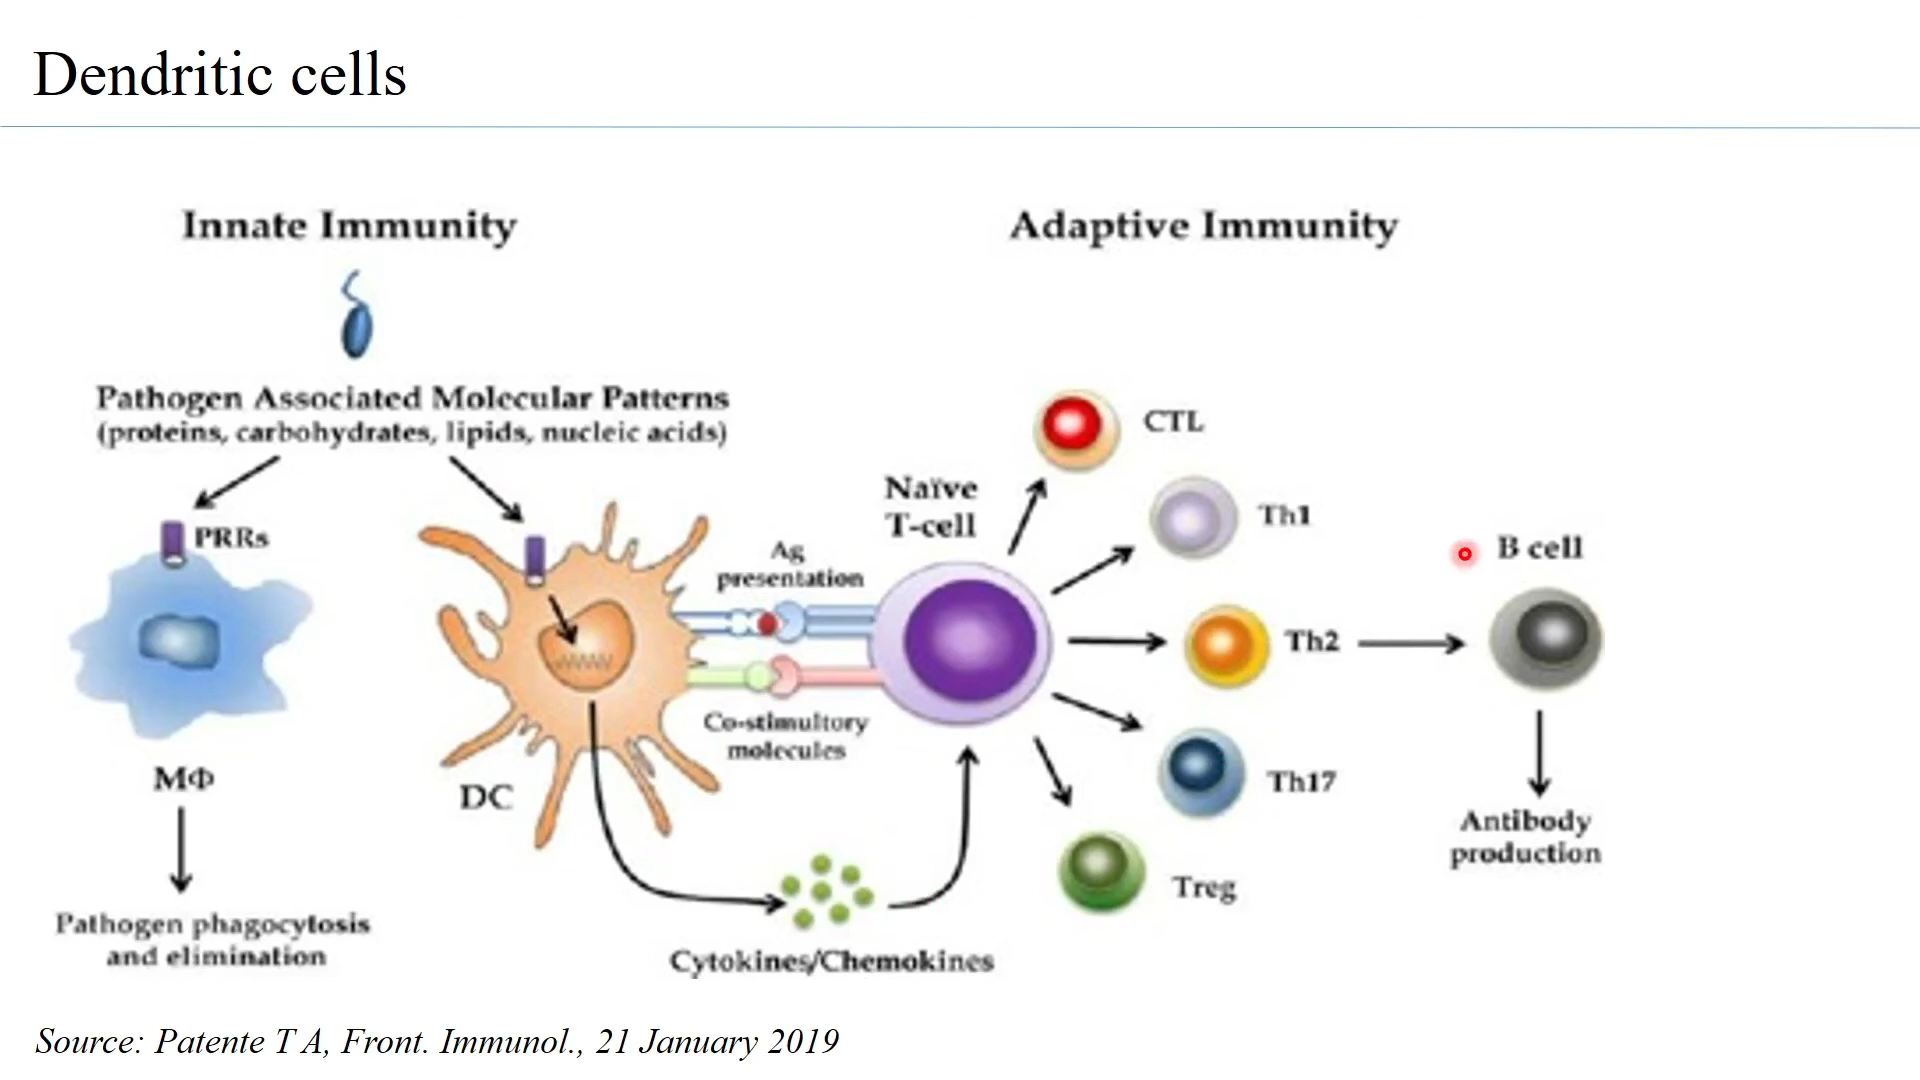 Dendritic cells
Innate Immunity
Adaptive Immunity
Pathogen Associated Molecular Patterns
(proteins, carbohydrates, lipids, nucleic acids)
PRRs
MΦ
Pathogen phagocytosis
and elimination
DC
Ag
presentation
Co-stimultory
molecules
Cytokines/Chemokines
Naïve
T-cell
CTL
Th1
Th2
Th17
Treg
B cell
Antibody
production
Source: Patente T A, Front. Immunol., 21 January 2019